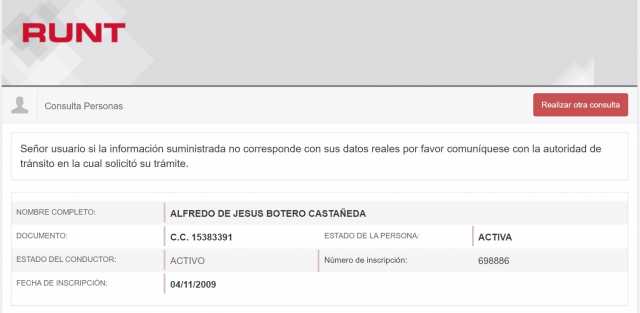 RUNT
Consulta Personas
Realizar otra consulta
Señor usuario si la información suministrada no corresponde con sus datos reales por favor comuníquese con la autoridad de
tránsito en la cual solicitó su trámite.
NOMBRE COMPLETO: ALFREDO DE JESUS BOTERO CASTAÑEDA
DOCUMENTO: C.C. 15383391 ESTADO DE LA PERSONA: ACTIVA
ESTADO DEL CONDUCTOR: ACTIVO Número de inscripción: 698886
FECHA DE INSCRIPCIÓN: 04/11/2009